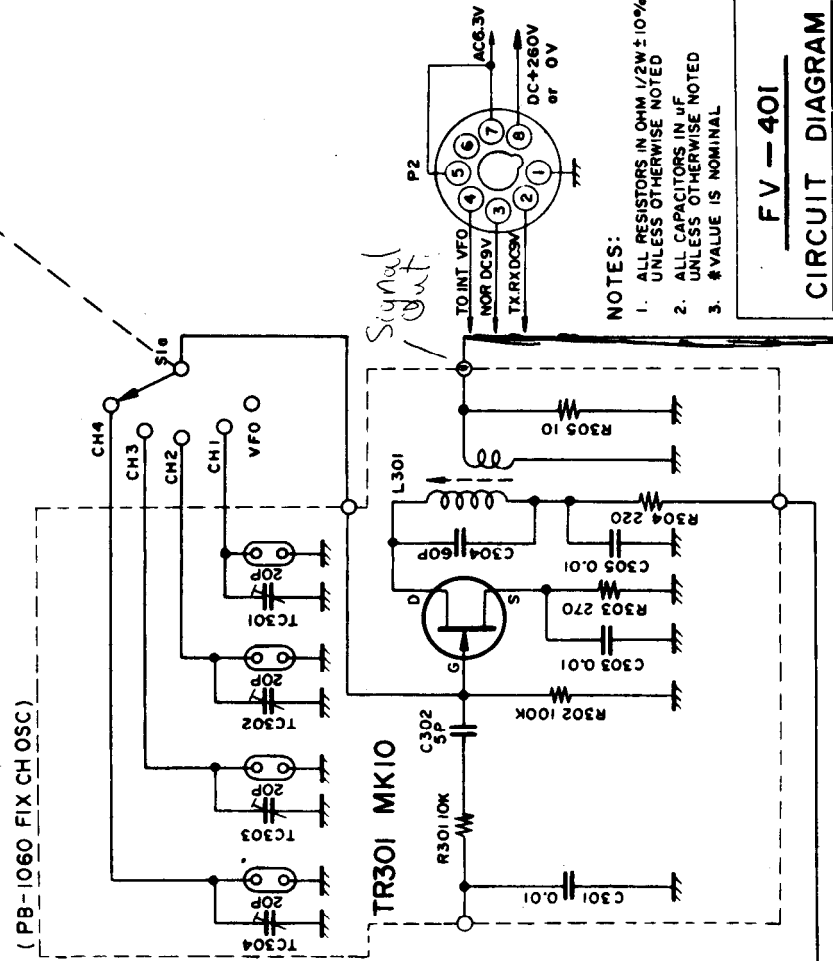 (PB-1060 FIX CH OSC)
S1a
CH4
CH3
CH2
CH1
VFO
20P
TC301
20P
TC302
20P
TC303
20P
TC304
TR301 MK10
L301
C304 60P
D
S
G
C302
5P
R301 10K
C301
0.01
R302 100K
C303 0.01
R303 270
C305 0.01
R304 220
R305 10
Signal
out
P2
1
2
3
4
5
6
7
8
AC6.3V
DC+260V
or 0V
TO INT VFO
NOR DC9V
TX.RX DC9V
NOTES:
1. ALL RESISTORS IN OHM 1/2W±10%
UNLESS OTHERWISE NOTED
2. ALL CAPACITORS IN uF
UNLESS OTHERWISE NOTED
3. *VALUE IS NOMINAL
FV-401
CIRCUIT DIAGRAM